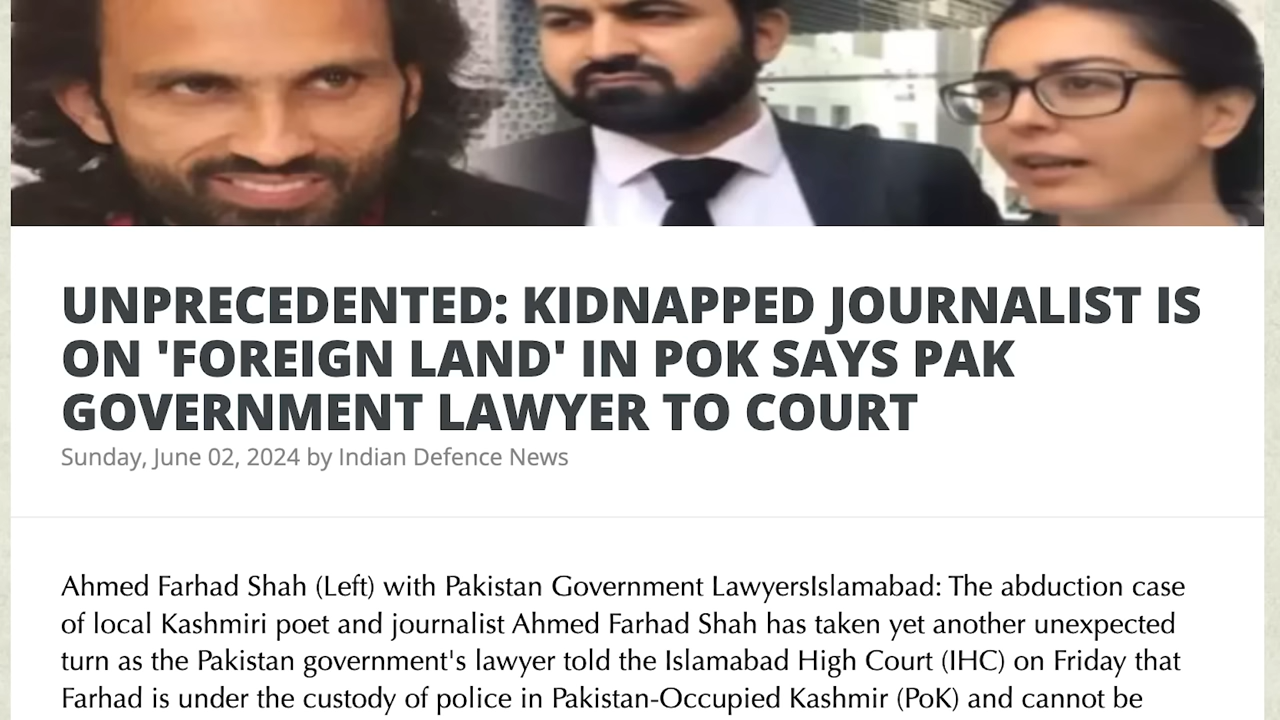 UNPRECEDENTED: KIDNAPPED JOURNALIST IS
ON 'FOREIGN LAND' IN POK SAYS PAK
GOVERNMENT LAWYER TO COURT
Sunday, June 02, 2024 by Indian Defence News
Ahmed Farhad Shah (Left) with Pakistan Government LawyersIslamabad: The abduction case
of local Kashmiri poet and journalist Ahmed Farhad Shah has taken yet another unexpected
turn as the Pakistan government's lawyer told the Islamabad High Court (IHC) on Friday that
Farhad is under the custody of police in Pakistan-Occupied Kashmir (PoK) and cannot be